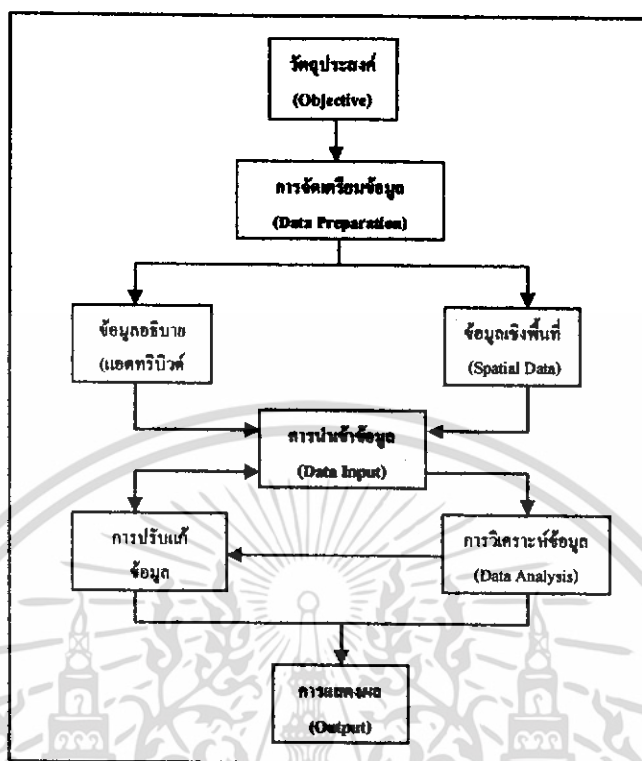 วัตถุประสงค์
(Objective)
การจัดเตรียมข้อมูล
(Data Preparation)
ข้อมูลอธิบาย
(แอตทริบิวต์
ข้อมูลเชิงพื้นที่
(Spatial Data)
การนำเข้าข้อมูล
(Data Input)
การปรับแก้
ข้อมูล
การวิเคราะห์ข้อมูล
(Data Analysis)
การแสดงผล
(Output)